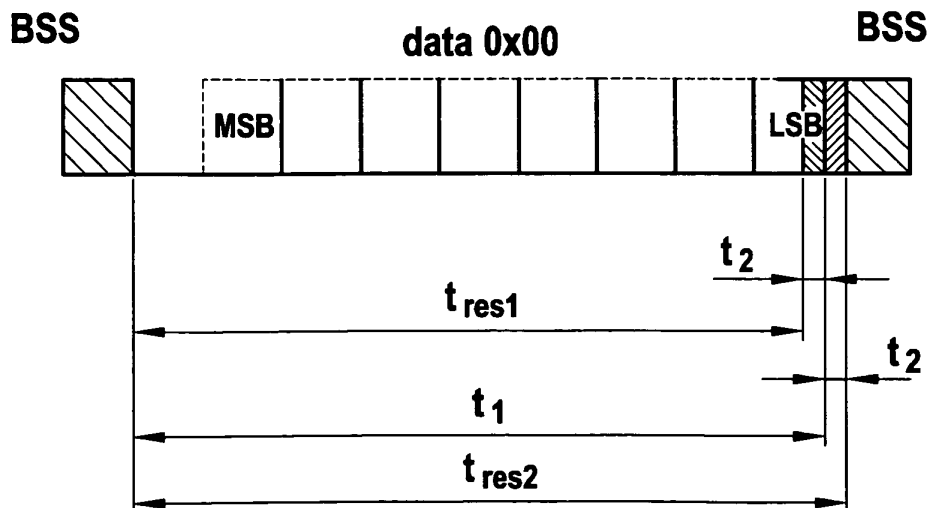 BSS data 0x00 BSS
MSB LSB
t2
tres1
t2
t1
tres2